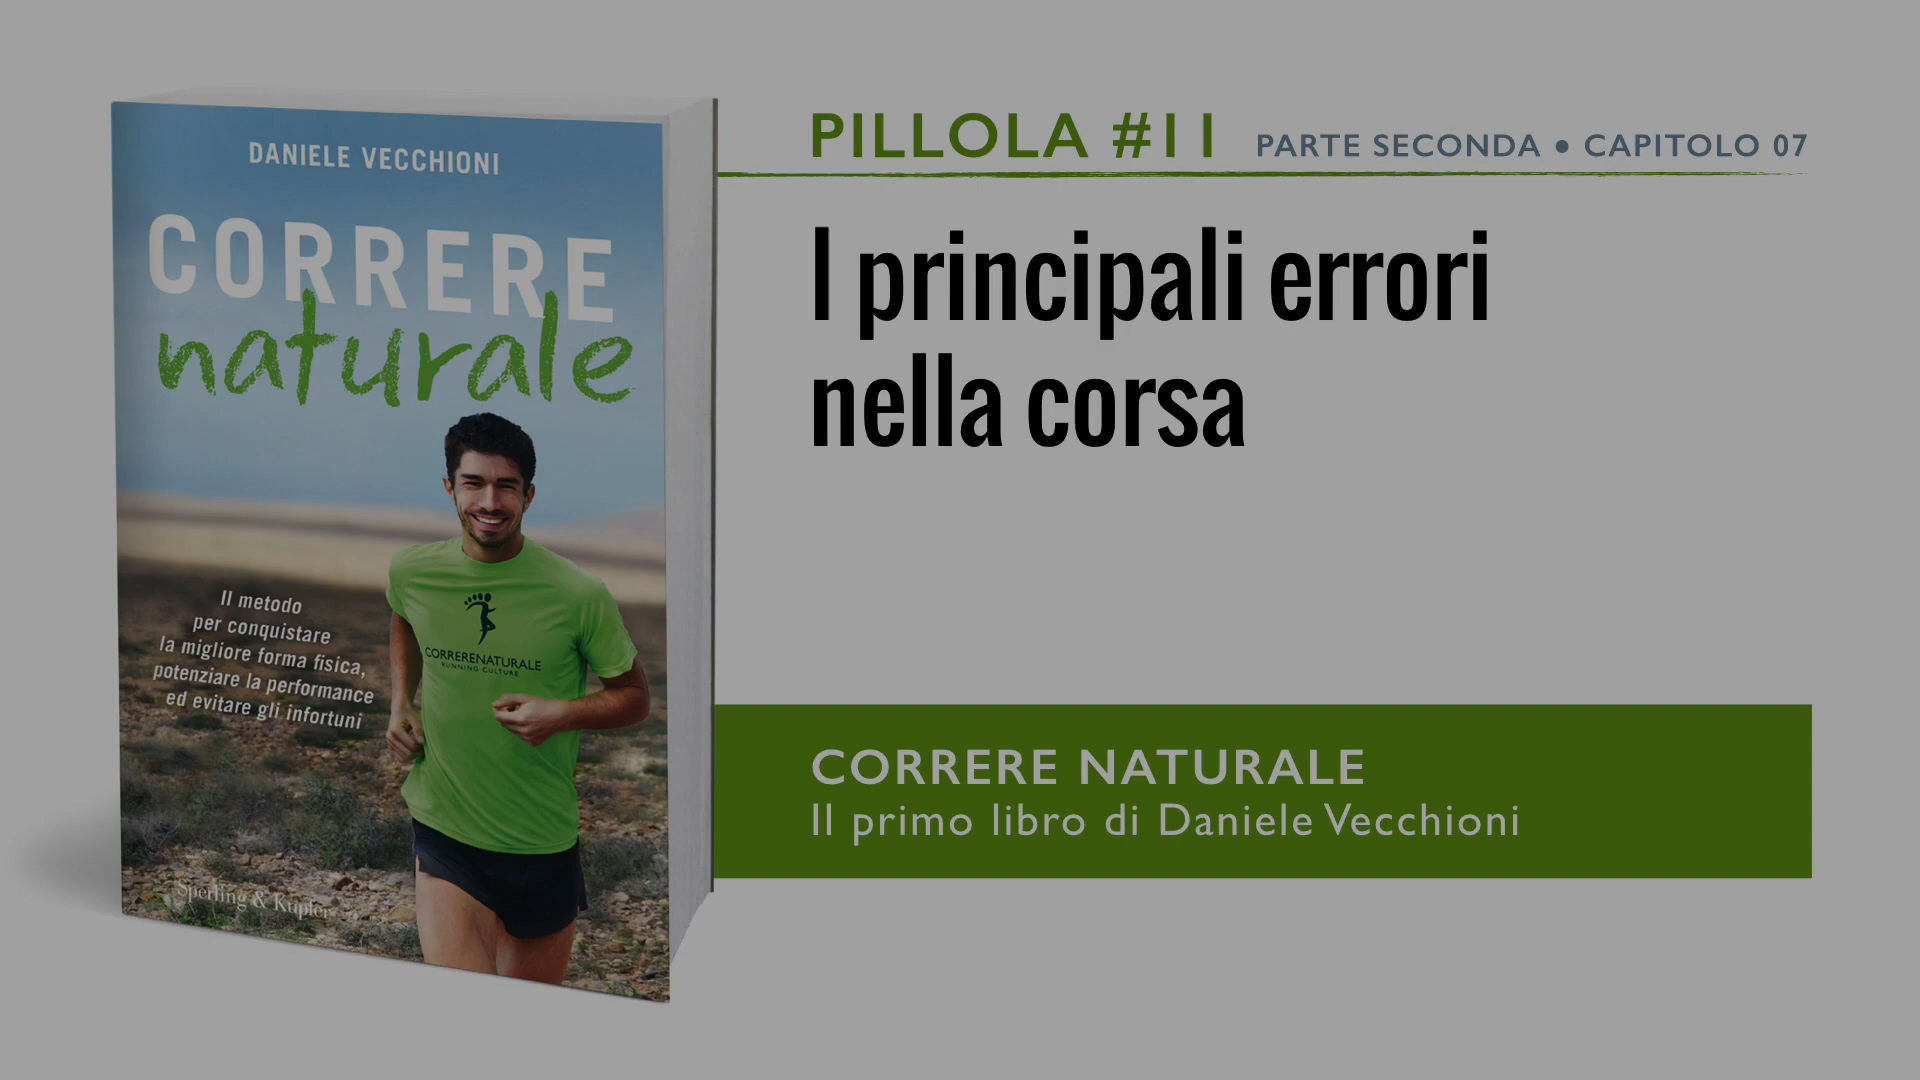 DANIELE VECCHIONI
CORRERE
naturale
Il metodo
per conquistare
la migliore forma fisica,
potenziare la performance
ed evitare gli infortuni
CORRERENATURALE
RUNNING CULTURE
Sperling & Kupfer
PILLOLA #11 PARTE SECONDA • CAPITOLO 07
I principali errori
nella corsa
CORRERE NATURALE
Il primo libro di Daniele Vecchioni